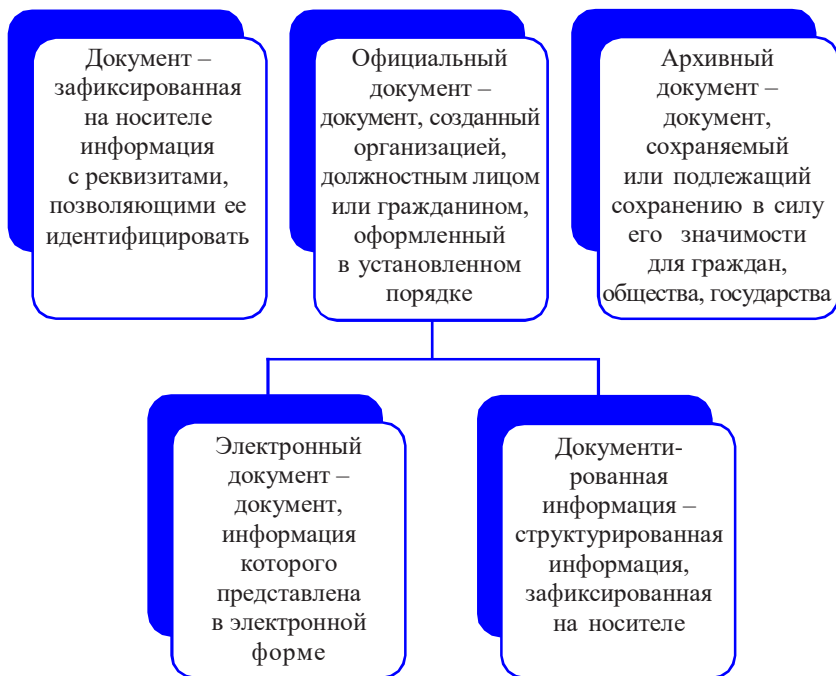 Документ –
зафиксированная
на носителе
информация
с реквизитами,
позволяющими ее
идентифицировать
Официальный
документ –
документ, созданный
организацией,
должностным лицом
или гражданином,
оформленный
в установленном
порядке
Архивный
документ –
документ,
сохраняемый
или подлежащий
сохранению в силу
его значимости
для граждан,
общества, государства
Электронный
документ –
документ,
информация
которого
представлена
в электронной
форме
Документи-
рованная
информация –
структурированная
информация,
зафиксированная
на носителе